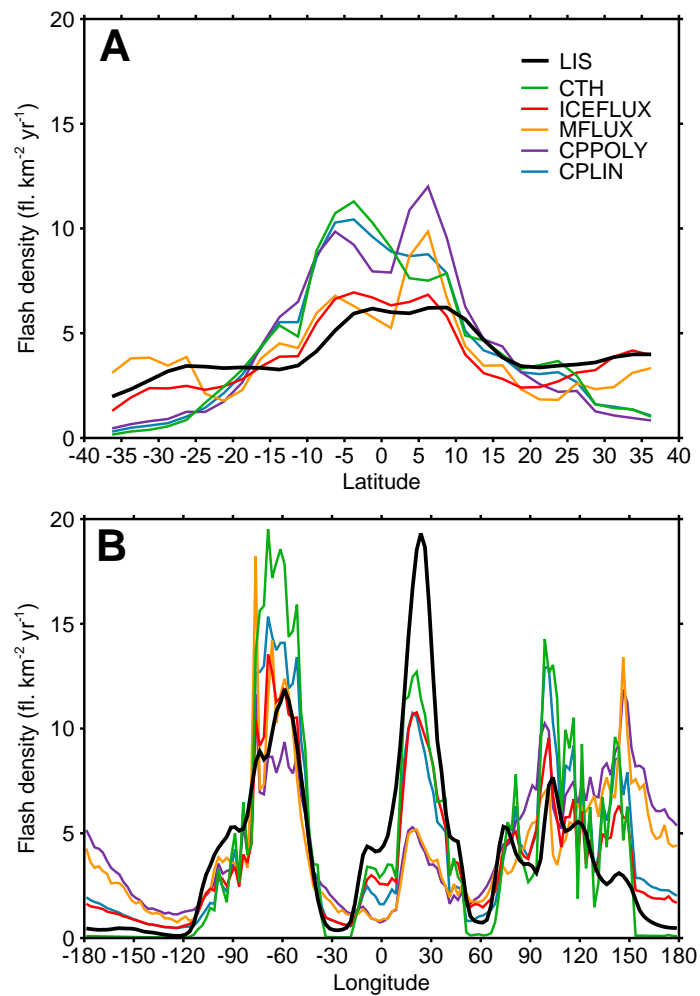 A
20
15
10
5
0
Flash density (fl. km-2 yr-1)
LIS
CTH
ICEFLUX
MFLUX
CPPOLY
CPLIN
-40 -35 -30 -25 -20 -15 -10 -5 0 5 10 15 20 25 30 35 40
Latitude
B
20
15
10
5
0
Flash density (fl. km-2 yr-1)
-180 -150 -120 -90 -60 -30 0 30 60 90 120 150 180
Longitude